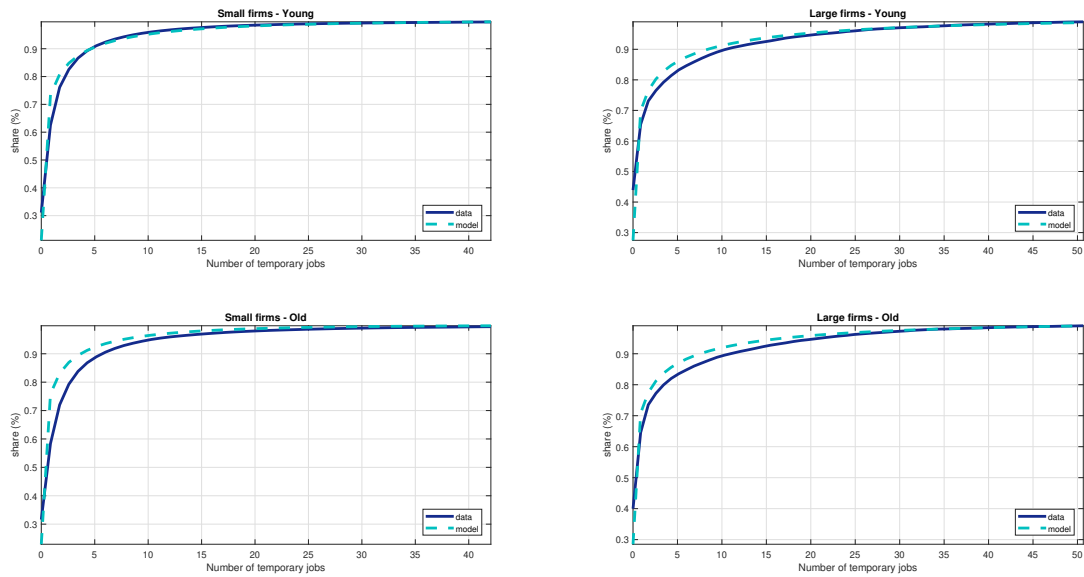 Small firms - Young
0.9
0.8
0.7
0.6
0.5
0.4
0.3
share (%)
data
model
0 5 10 15 20 25 30 35 40
Number of temporary jobs
Large firms - Young
0.9
0.8
0.7
0.6
0.5
0.4
0.3
share (%)
data
model
0 5 10 15 20 25 30 35 40 45 50
Number of temporary jobs
Small firms - Old
0.9
0.8
0.7
0.6
0.5
0.4
0.3
share (%)
data
model
0 5 10 15 20 25 30 35 40
Number of temporary jobs
Large firms - Old
0.9
0.8
0.7
0.6
0.5
0.4
0.3
share (%)
data
model
0 5 10 15 20 25 30 35 40 45 50
Number of temporary jobs